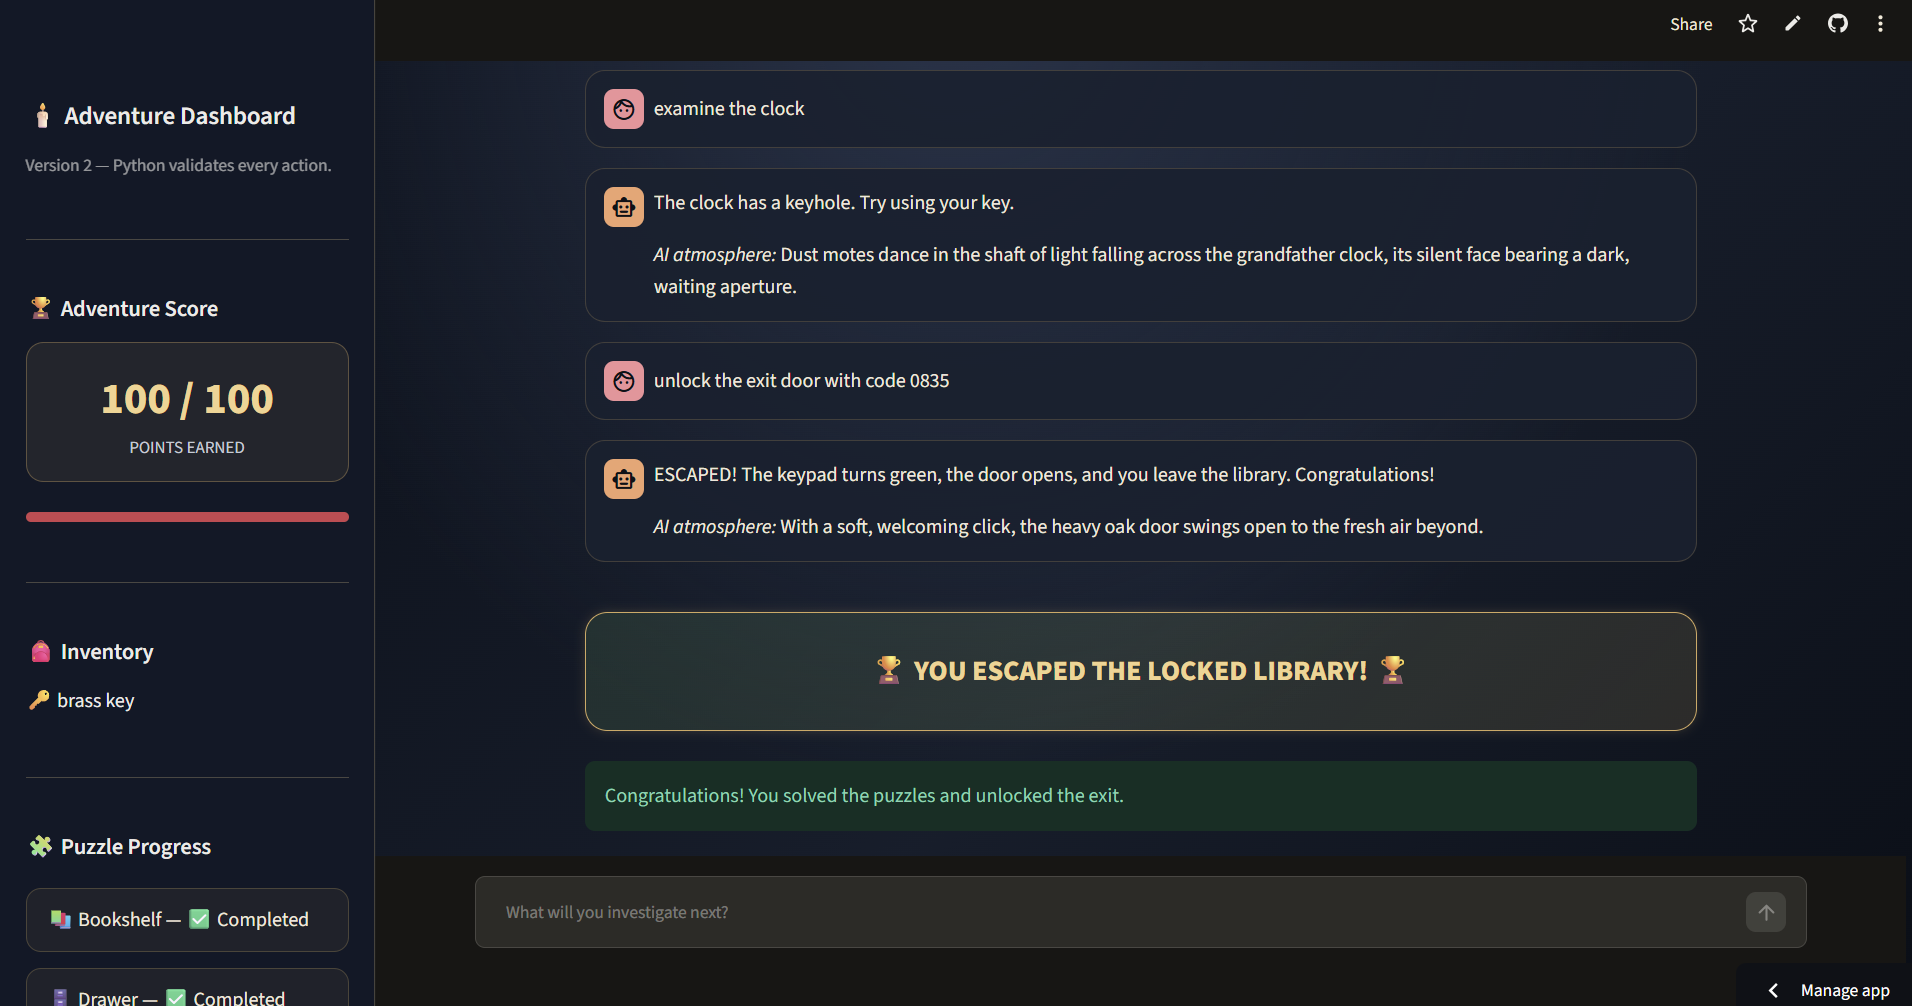 Share
Adventure Dashboard
Version 2 — Python validates every action.
Adventure Score
100 / 100
POINTS EARNED
Inventory
brass key
Puzzle Progress
Bookshelf — ✅ Completed
Drawer — ✅ Completed
examine the clock
The clock has a keyhole. Try using your key.
AI atmosphere: Dust motes dance in the shaft of light falling across the grandfather clock, its silent face bearing a dark,
waiting aperture.
unlock the exit door with code 0835
ESCAPED! The keypad turns green, the door opens, and you leave the library. Congratulations!
AI atmosphere: With a soft, welcoming click, the heavy oak door swings open to the fresh air beyond.
🏆 YOU ESCAPED THE LOCKED LIBRARY! 🏆
Congratulations! You solved the puzzles and unlocked the exit.
What will you investigate next?
Manage app